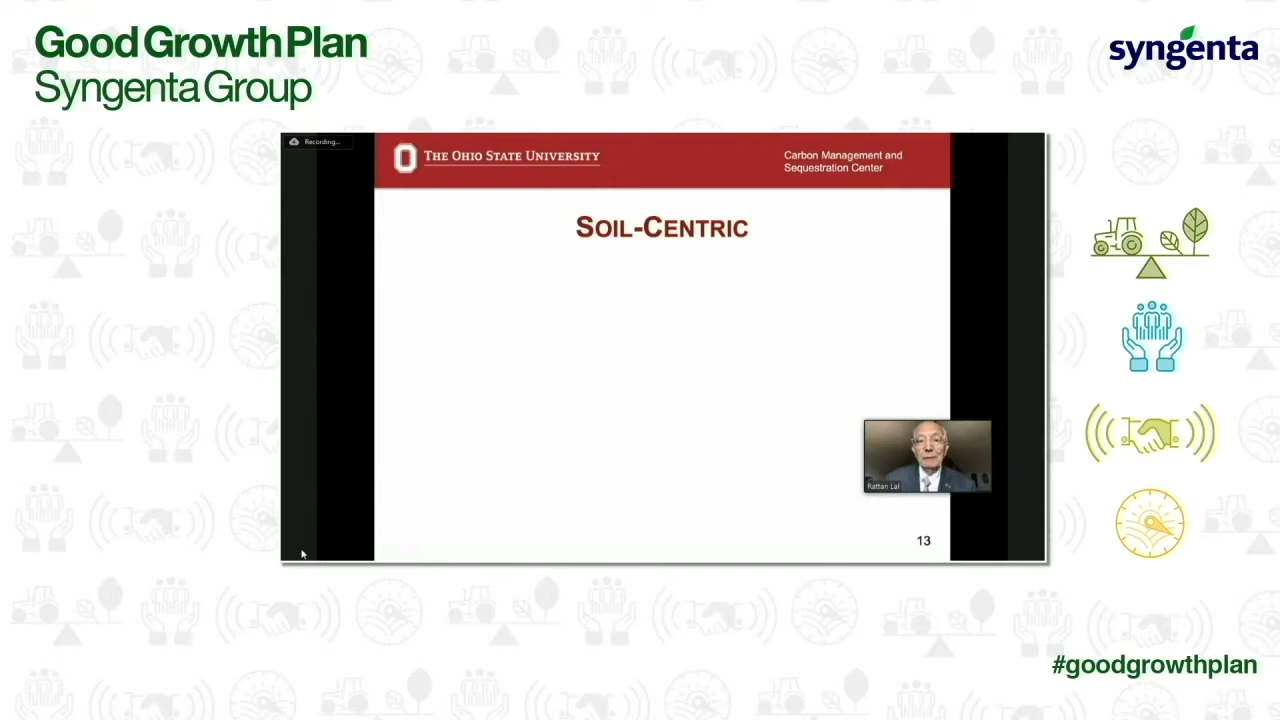 Good Growth Plan
Syngenta Group
syngenta
Recording...
THE OHIO STATE UNIVERSITY
Carbon Management and
Sequestration Center
SOIL-CENTRIC
Rattan Lal
13
#goodgrowthplan